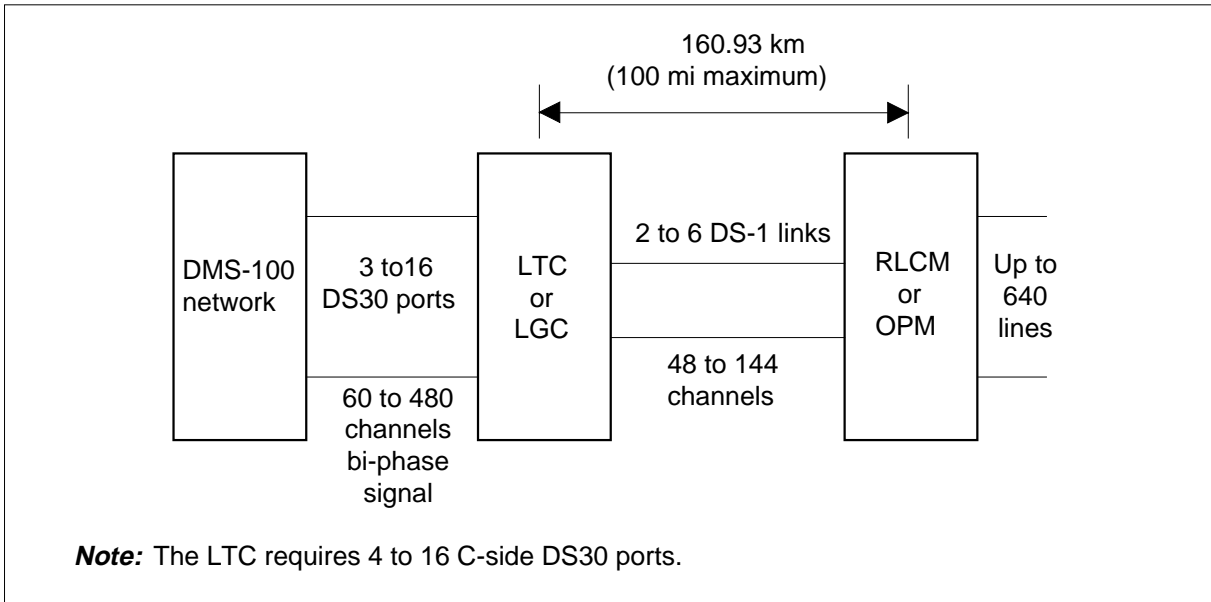 160.93 km
(100 mi maximum)
DMS-100
network
3 to16
DS30 ports
60 to 480
channels
bi-phase
signal
LTC
or
LGC
2 to 6 DS-1 links
48 to 144
channels
RLCM
or
OPM
Up to
640
lines
Note: The LTC requires 4 to 16 C-side DS30 ports.